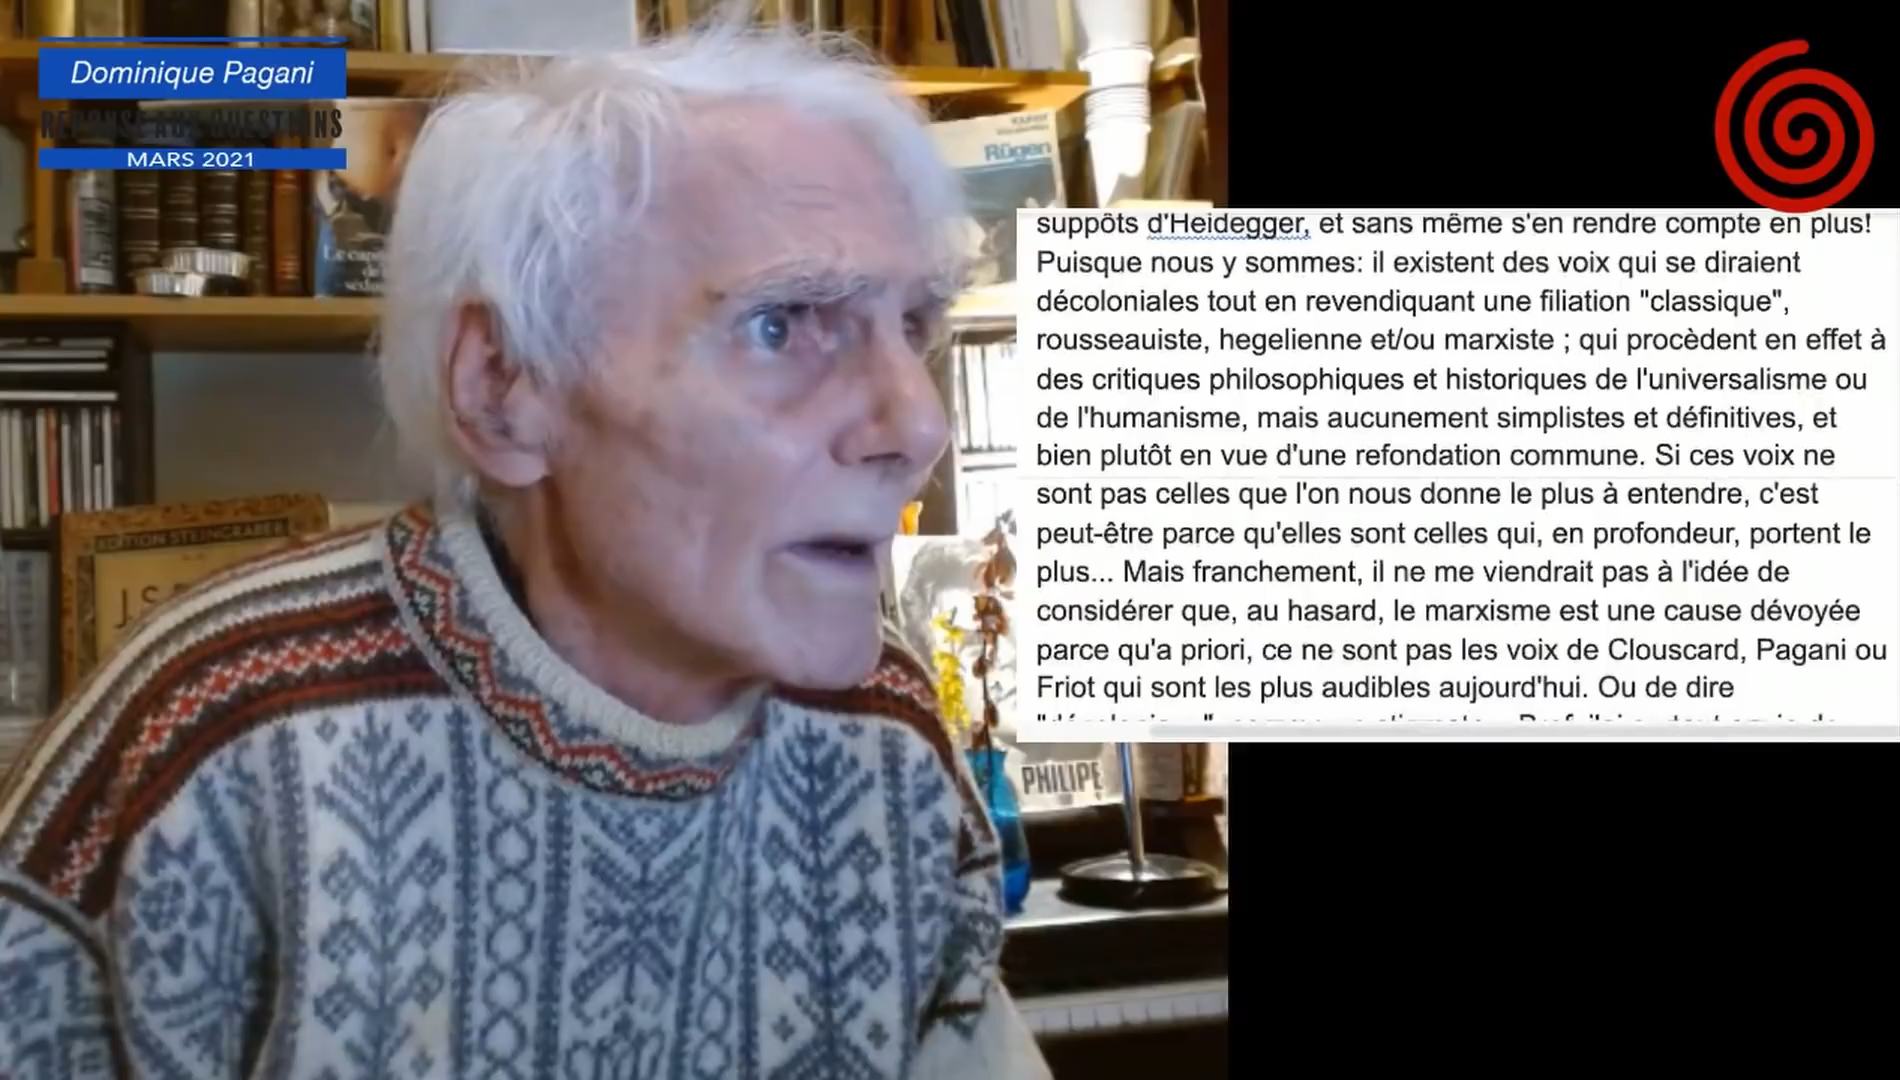 Dominique Pagani
REPONSE AUX QUESTIONS
MARS 2021
Rügen
EDITION STEINGRÄBER
J.S.
suppôts d'Heidegger, et sans même s'en rendre compte en plus!
Puisque nous y sommes: il existent des voix qui se diraient
décoloniales tout en revendiquant une filiation "classique",
rousseauiste, hegelienne et/ou marxiste ; qui procèdent en effet à
des critiques philosophiques et historiques de l'universalisme ou
de l'humanisme, mais aucunement simplistes et définitives, et
bien plutôt en vue d'une refondation commune. Si ces voix ne
sont pas celles que l'on nous donne le plus à entendre, c'est
peut-être parce qu'elles sont celles qui, en profondeur, portent le
plus... Mais franchement, il ne me viendrait pas à l'idée de
considérer que, au hasard, le marxisme est une cause dévoyée
parce qu'a priori, ce ne sont pas les voix de Clouscard, Pagani ou
Friot qui sont les plus audibles aujourd'hui. Ou de dire
PHILIPE